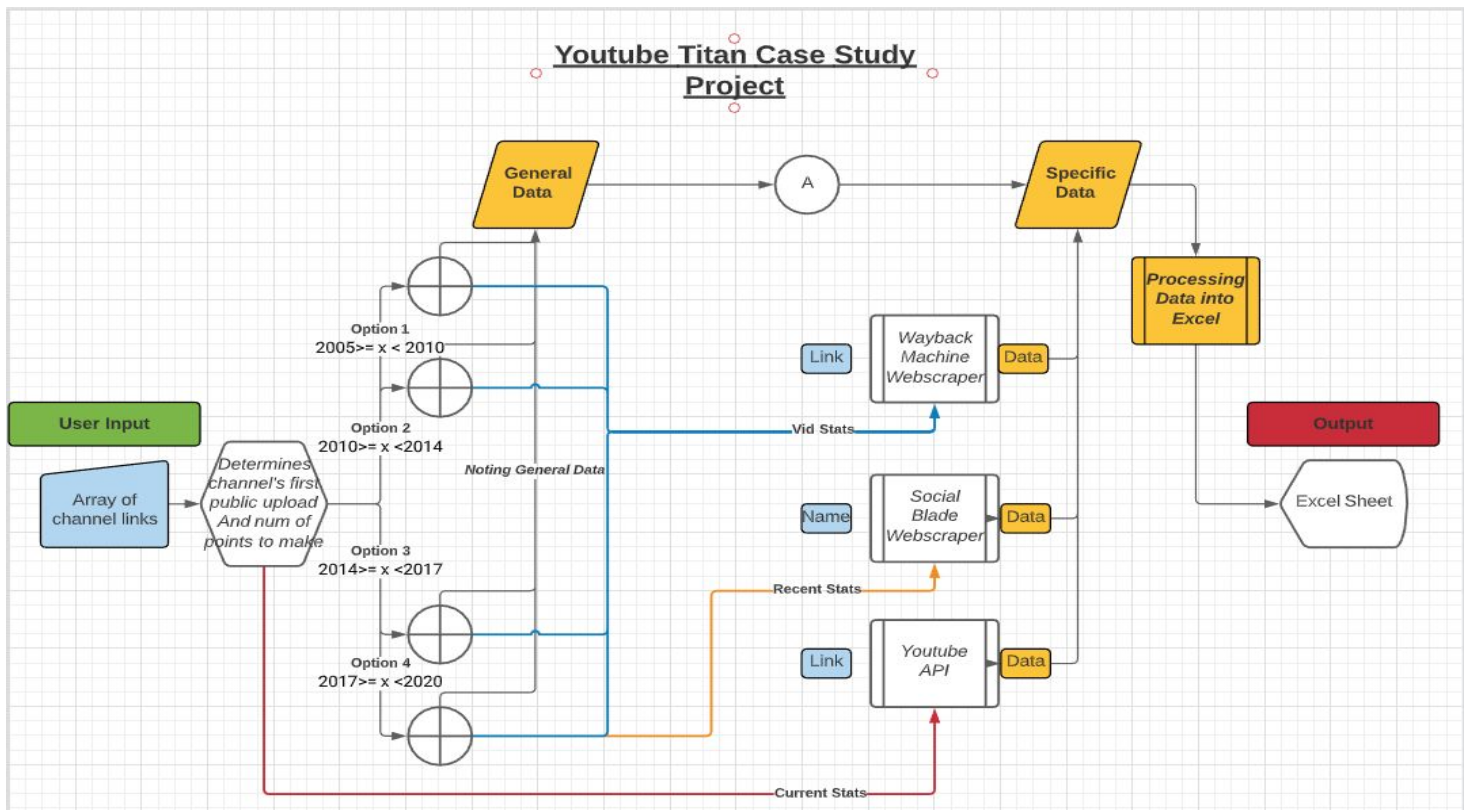 Youtube Titan Case Study
Project
General
Data
A
Specific
Data
Processing
Data into
Excel
Option 1
2005>= x < 2010
Wayback
Machine
Webscraper
Link
Data
User Input
Option 2
2010>= x <2014
Vid Stats
Output
Determines
channel's first
public upload
And num of
points to make
Noting General Data
Array of
channel links
Social
Blade
Webscraper
Name
Data
Excel Sheet
Option 3
2014>= x <2017
Recent Stats
Option 4
2017>= x <2020
Link
Youtube
API
Data
Current Stats